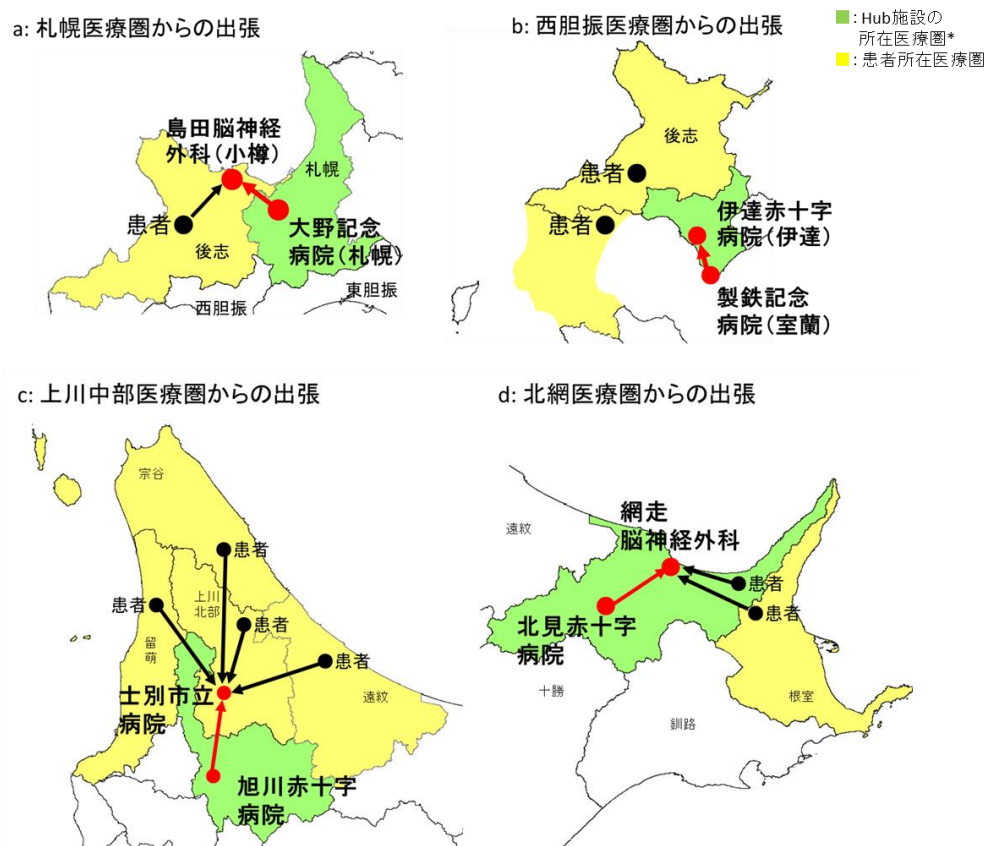 a: 札幌医療圏からの出張
島田脳神経
外科(小樽)
札幌
患者
大野記念
病院(札幌)
後志
東胆振
西胆振
b: 西胆振医療圏からの出張
■: Hub施設の
所在医療圏*
■: 患者所在医療圏
後志
患者
患者
伊達赤十字
病院(伊達)
製鉄記念
病院(室蘭)
c: 上川中部医療圏からの出張
宗谷
患者
上川
北部
患者
患者
留
萌
患者
士別市立
病院
遠紋
旭川赤十字
病院
d: 北網医療圏からの出張
遠紋
網走
脳神経外科
患者
患者
北見赤十字
病院
十勝
根室
釧路